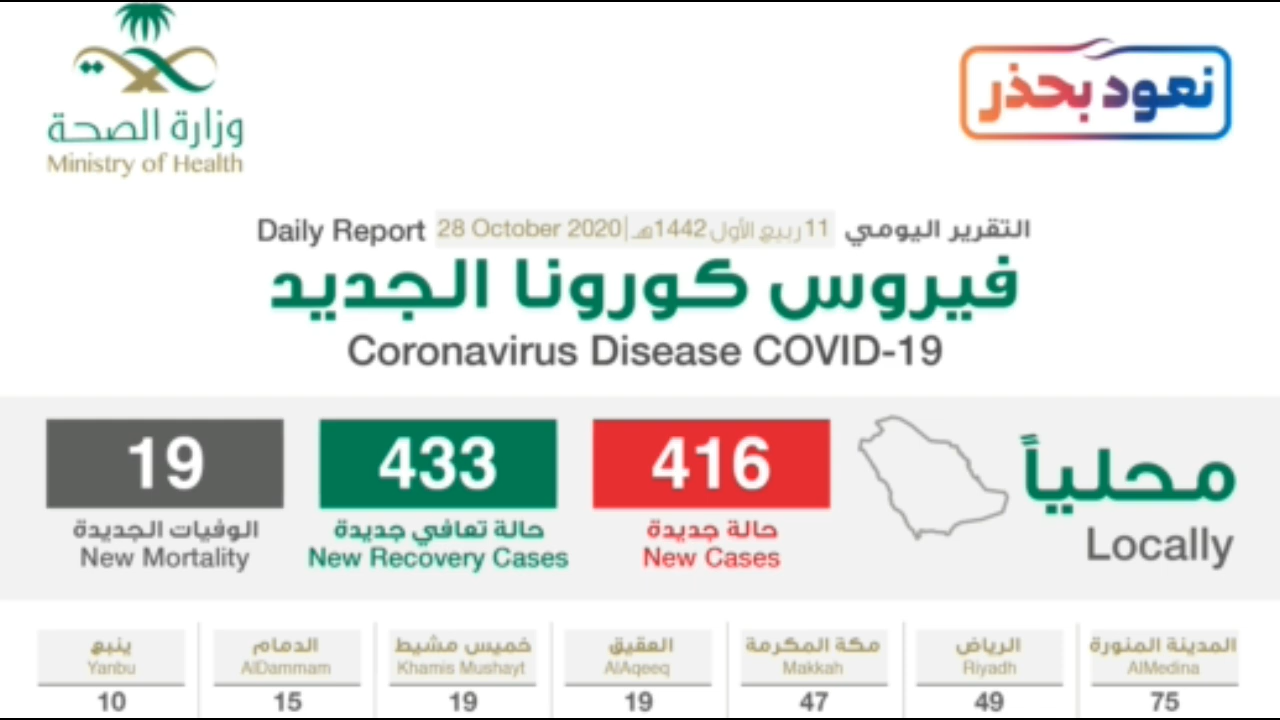 وزارة الصحة
Ministry of Health
نعود بحذر
Daily Report 28 October 2020 | 11 ربيع الأول 1442هـ التقرير اليومي
فيروس كورونا الجديد
Coronavirus Disease COVID-19
محلياً
Locally
416
حالة جديدة
New Cases
433
حالة تعافي جديدة
New Recovery Cases
19
الوفيات الجديدة
New Mortality
المدينة المنورة
AlMedina
75
الرياض
Riyadh
49
مكة المكرمة
Makkah
47
العقيق
AlAqeeq
19
خميس مشيط
Khamis Mushayt
19
الدمام
AlDammam
15
ينبع
Yanbu
10